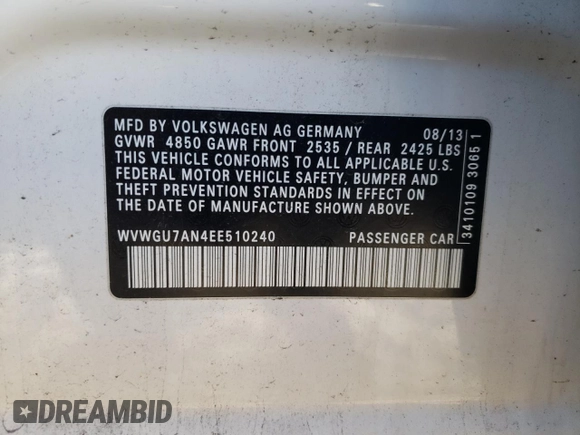 MFD BY VOLKSWAGEN AG GERMANY 08/13
GVWR 4850 GAWR FRONT 2535 / REAR 2425 LBS
THIS VEHICLE CONFORMS TO ALL APPLICABLE U.S.
FEDERAL MOTOR VEHICLE SAFETY, BUMPER AND
THEFT PREVENTION STANDARDS IN EFFECT ON
THE DATE OF MANUFACTURE SHOWN ABOVE.
WVWGU7AN4EE510240 PASSENGER CAR
3410109 3065 1
DREAMBID